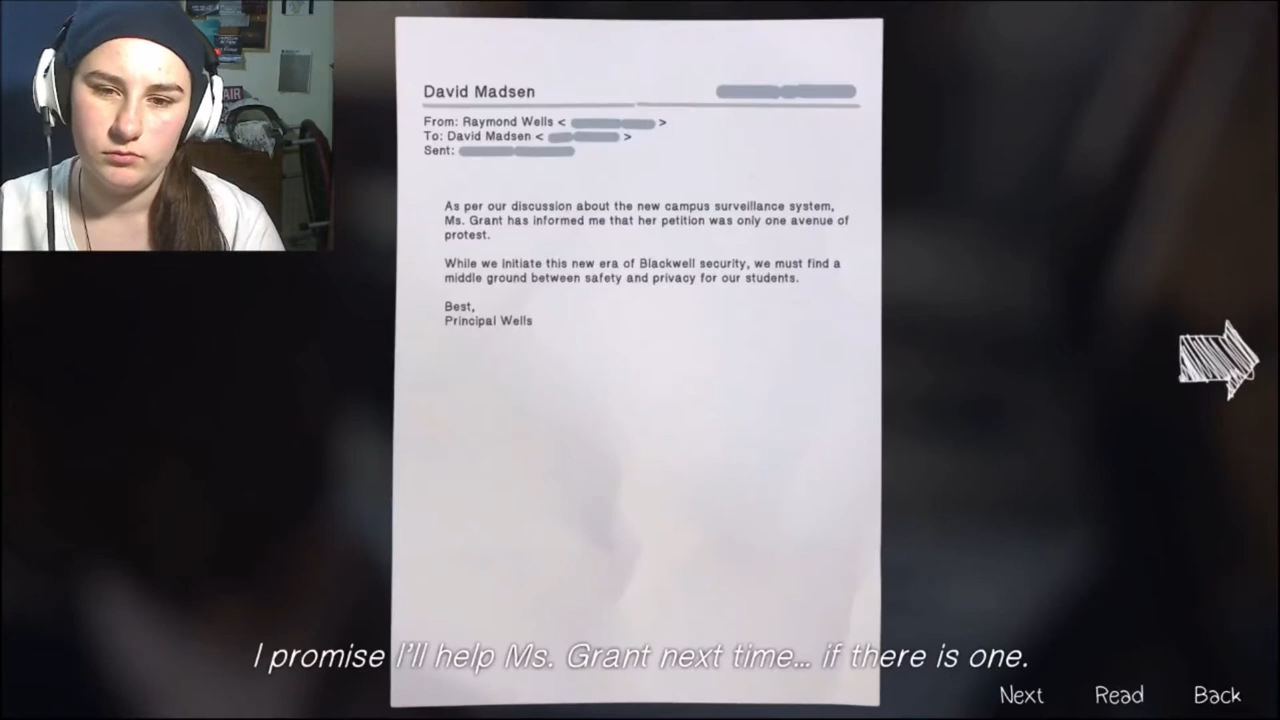 AIR
David Madsen
From: Raymond Wells < >
To: David Madsen < >
Sent:
As per our discussion about the new campus surveillance system,
Ms. Grant has informed me that her petition was only one avenue of
protest.
While we initiate this new era of Blackwell security, we must find a
middle ground between safety and privacy for our students.
Best,
Principal Wells
I promise I'll help Ms. Grant next time... if there is one.
Next Read Back